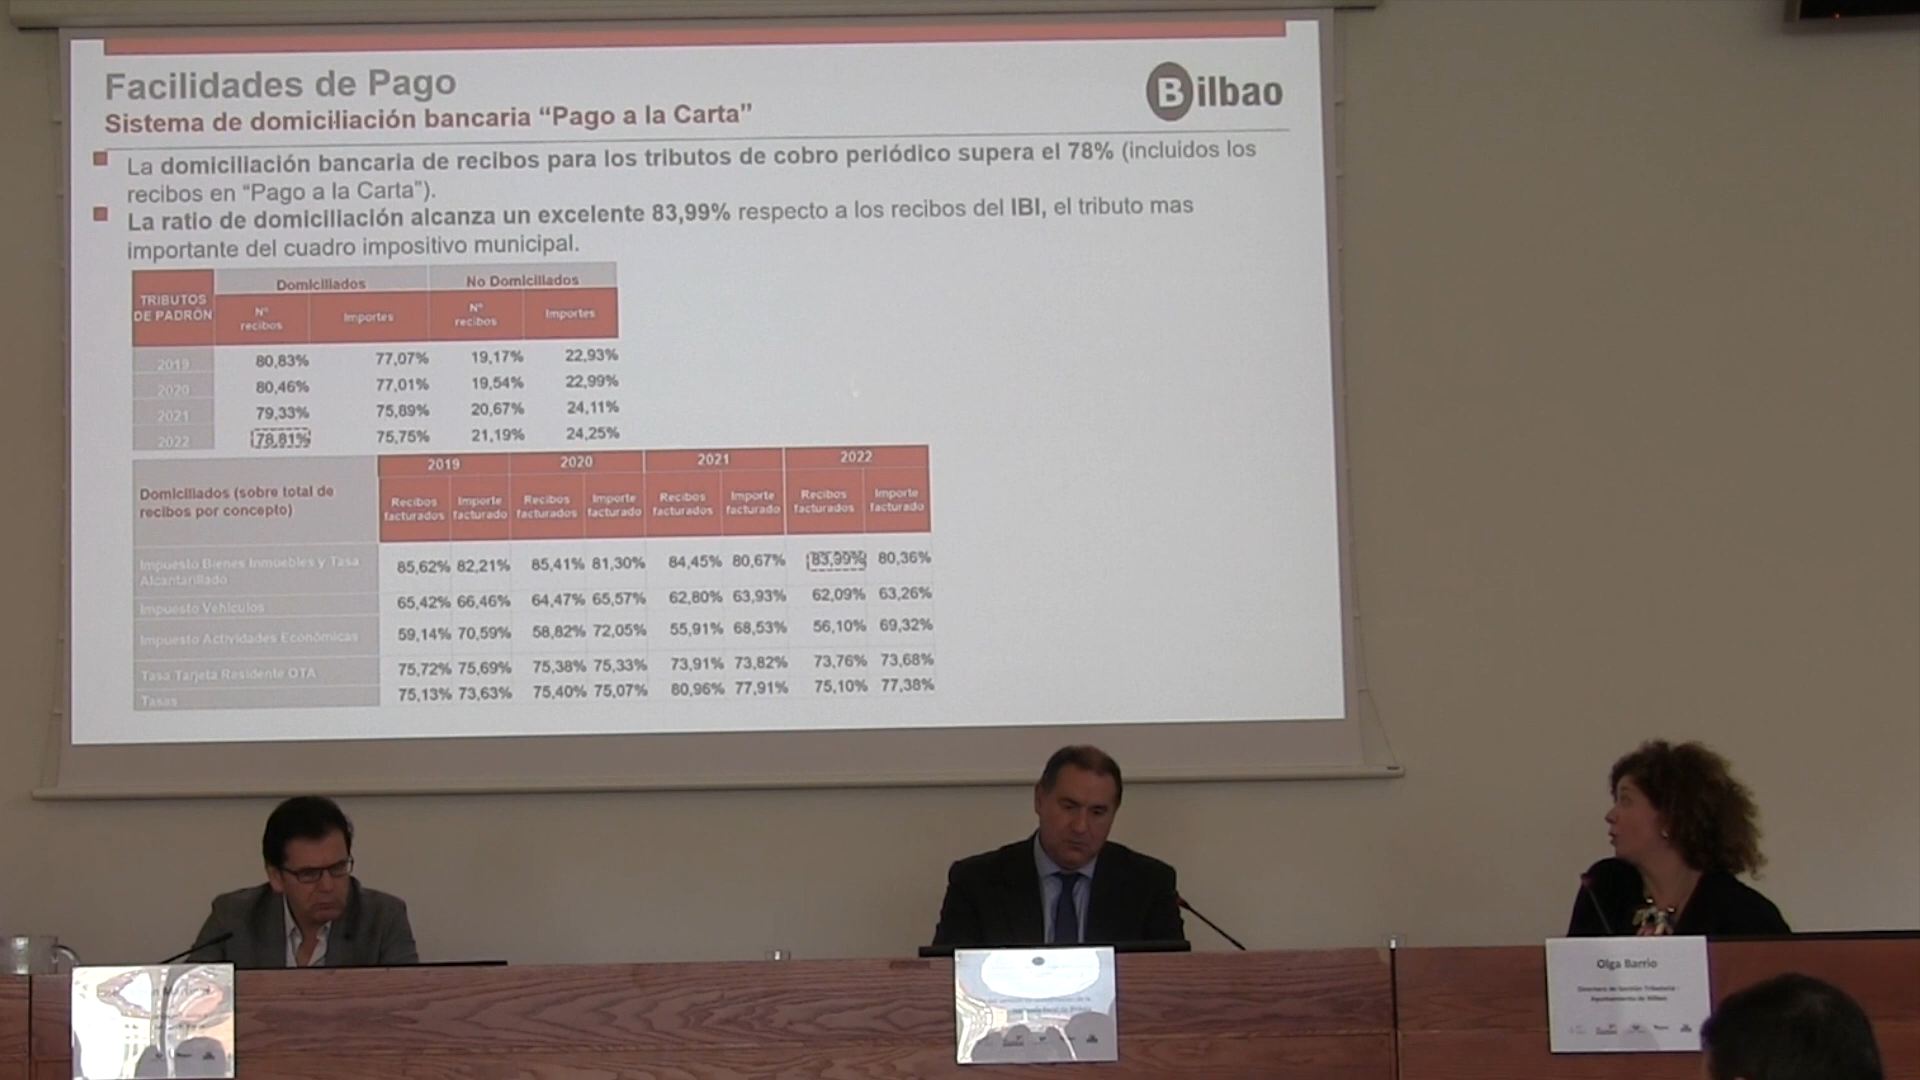 Facilidades de Pago
Sistema de domiciliación bancaria “Pago a la Carta”
Bilbao
La domiciliación bancaria de recibos para los tributos de cobro periódico supera el 78% (incluidos los
recibos en “Pago a la Carta”).
La ratio de domiciliación alcanza un excelente 83,99% respecto a los recibos del IBI, el tributo mas
importante del cuadro impositivo municipal.
TRIBUTOS DE PADRÓN Domiciliados No Domiciliados
Nº recibos Importes Nº recibos Importes
2019 80,83% 77,07% 19,17% 22,93%
2020 80,46% 77,01% 19,54% 22,99%
2021 79,33% 75,89% 20,67% 24,11%
2022 78,81% 75,75% 21,19% 24,25%
Domiciliados (sobre total de
recibos por concepto)
2019 2020 2021 2022
Recibos facturados Importe facturado Recibos facturados Importe facturado Recibos facturados Importe facturado Recibos facturados Importe facturado
Impuesto Bienes Inmuebles y Tasa
Alcantarillado
85,62% 82,21% 85,41% 81,30% 84,45% 80,67% 83,99% 80,36%
Impuesto Vehículos 65,42% 66,46% 64,47% 65,57% 62,80% 63,93% 62,09% 63,26%
Impuesto Actividades Económicas 59,14% 70,59% 58,82% 72,05% 55,91% 68,53% 56,10% 69,32%
Tasa Tarjeta Residente OTA 75,72% 75,69% 75,38% 75,33% 73,91% 73,82% 73,76% 73,68%
Tasas 75,13% 73,63% 75,40% 75,07% 80,96% 77,91% 75,10% 77,38%
Olga Barrio
Directora de Gestión Tributaria -
Ayuntamiento de Bilbao